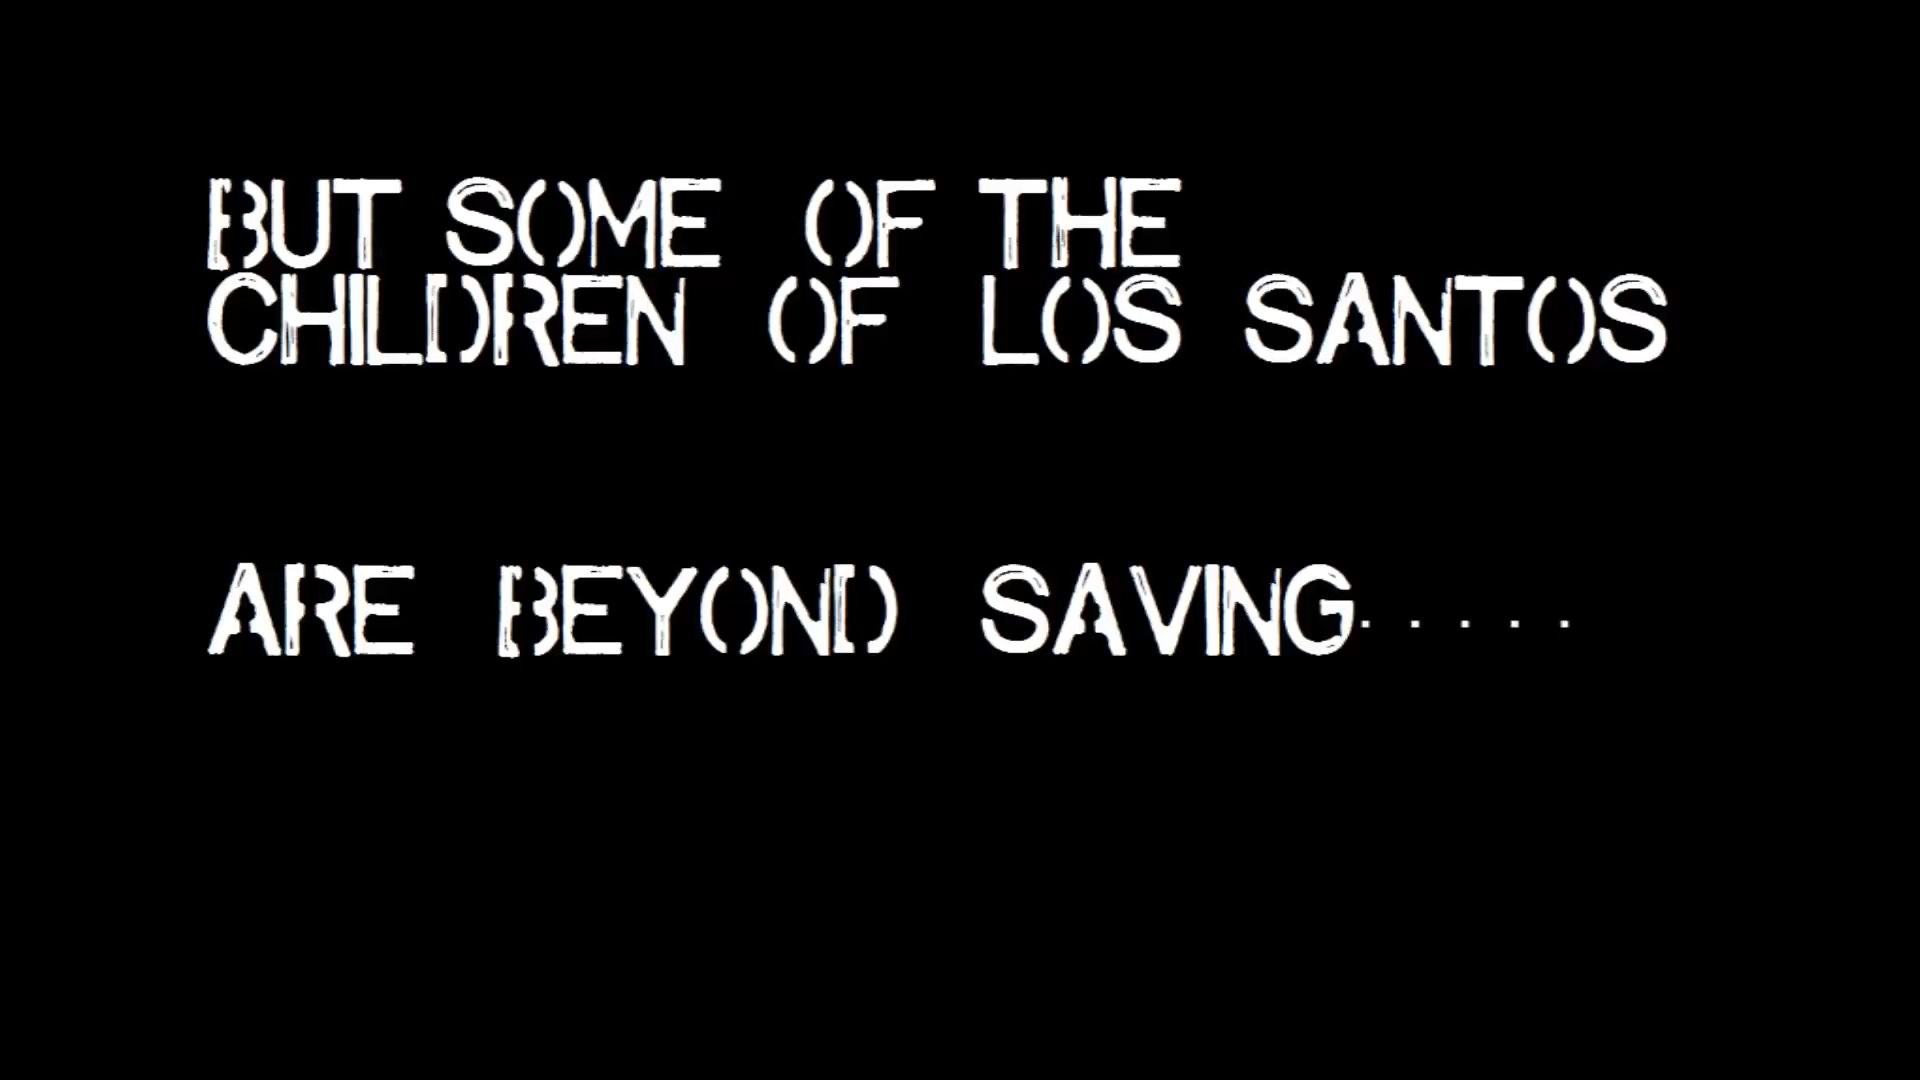 BUT SOME OF THE
CHILDREN OF LOS SANTOS
ARE BEYOND SAVING.....